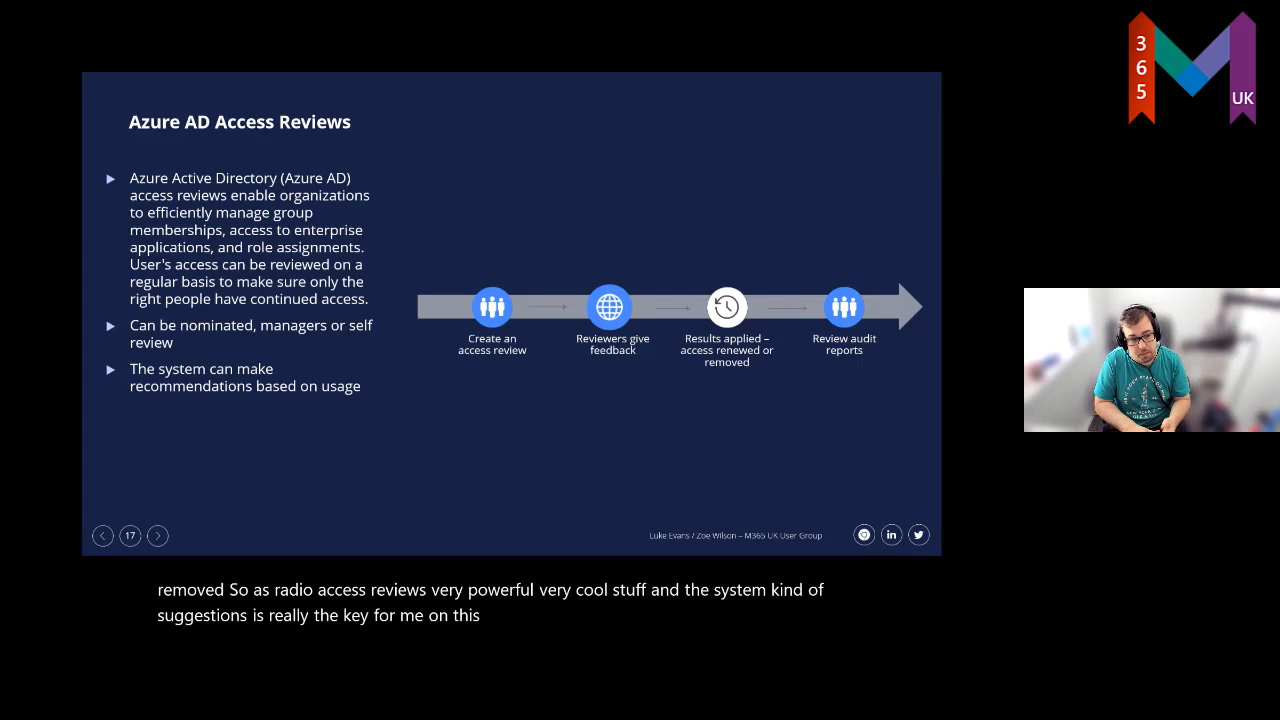 3
6
5
UK
Azure AD Access Reviews
Azure Active Directory (Azure AD)
access reviews enable organizations
to efficiently manage group
memberships, access to enterprise
applications, and role assignments.
User's access can be reviewed on a
regular basis to make sure only the
right people have continued access.
Can be nominated, managers or self
review
The system can make
recommendations based on usage
Create an
access review
Reviewers give
feedback
Results applied –
access renewed or
removed
Review audit
reports
17
Luke Evans / Zoe Wilson – M365 UK User Group
in
removed So as radio access reviews very powerful very cool stuff and the system kind of
suggestions is really the key for me on this